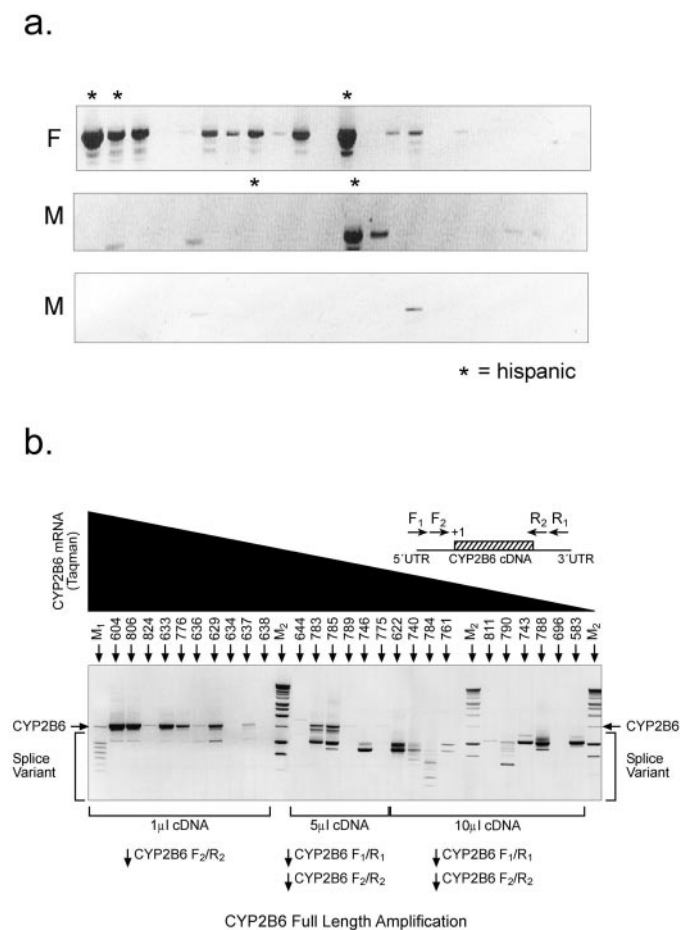 a.
* * *
F
* *
M
M
* = hispanic
b.
CYP2B6 mRNA
(Taqman)
F1 F2 +1 R2 R1
5´UTR CYP2B6 cDNA 3´UTR
M1 604 806 824 633 776 636 629 634 637 638 M2 644 783 785 789 746 775 622 740 784 761 M2 811 790 743 788 696 583 M2
CYP2B6 CYP2B6
Splice Variant Splice Variant
1µl cDNA 5µl cDNA 10µl cDNA
CYP2B6 F2/R2 CYP2B6 F1/R1 CYP2B6 F1/R1
CYP2B6 F2/R2 CYP2B6 F2/R2
CYP2B6 Full Length Amplification